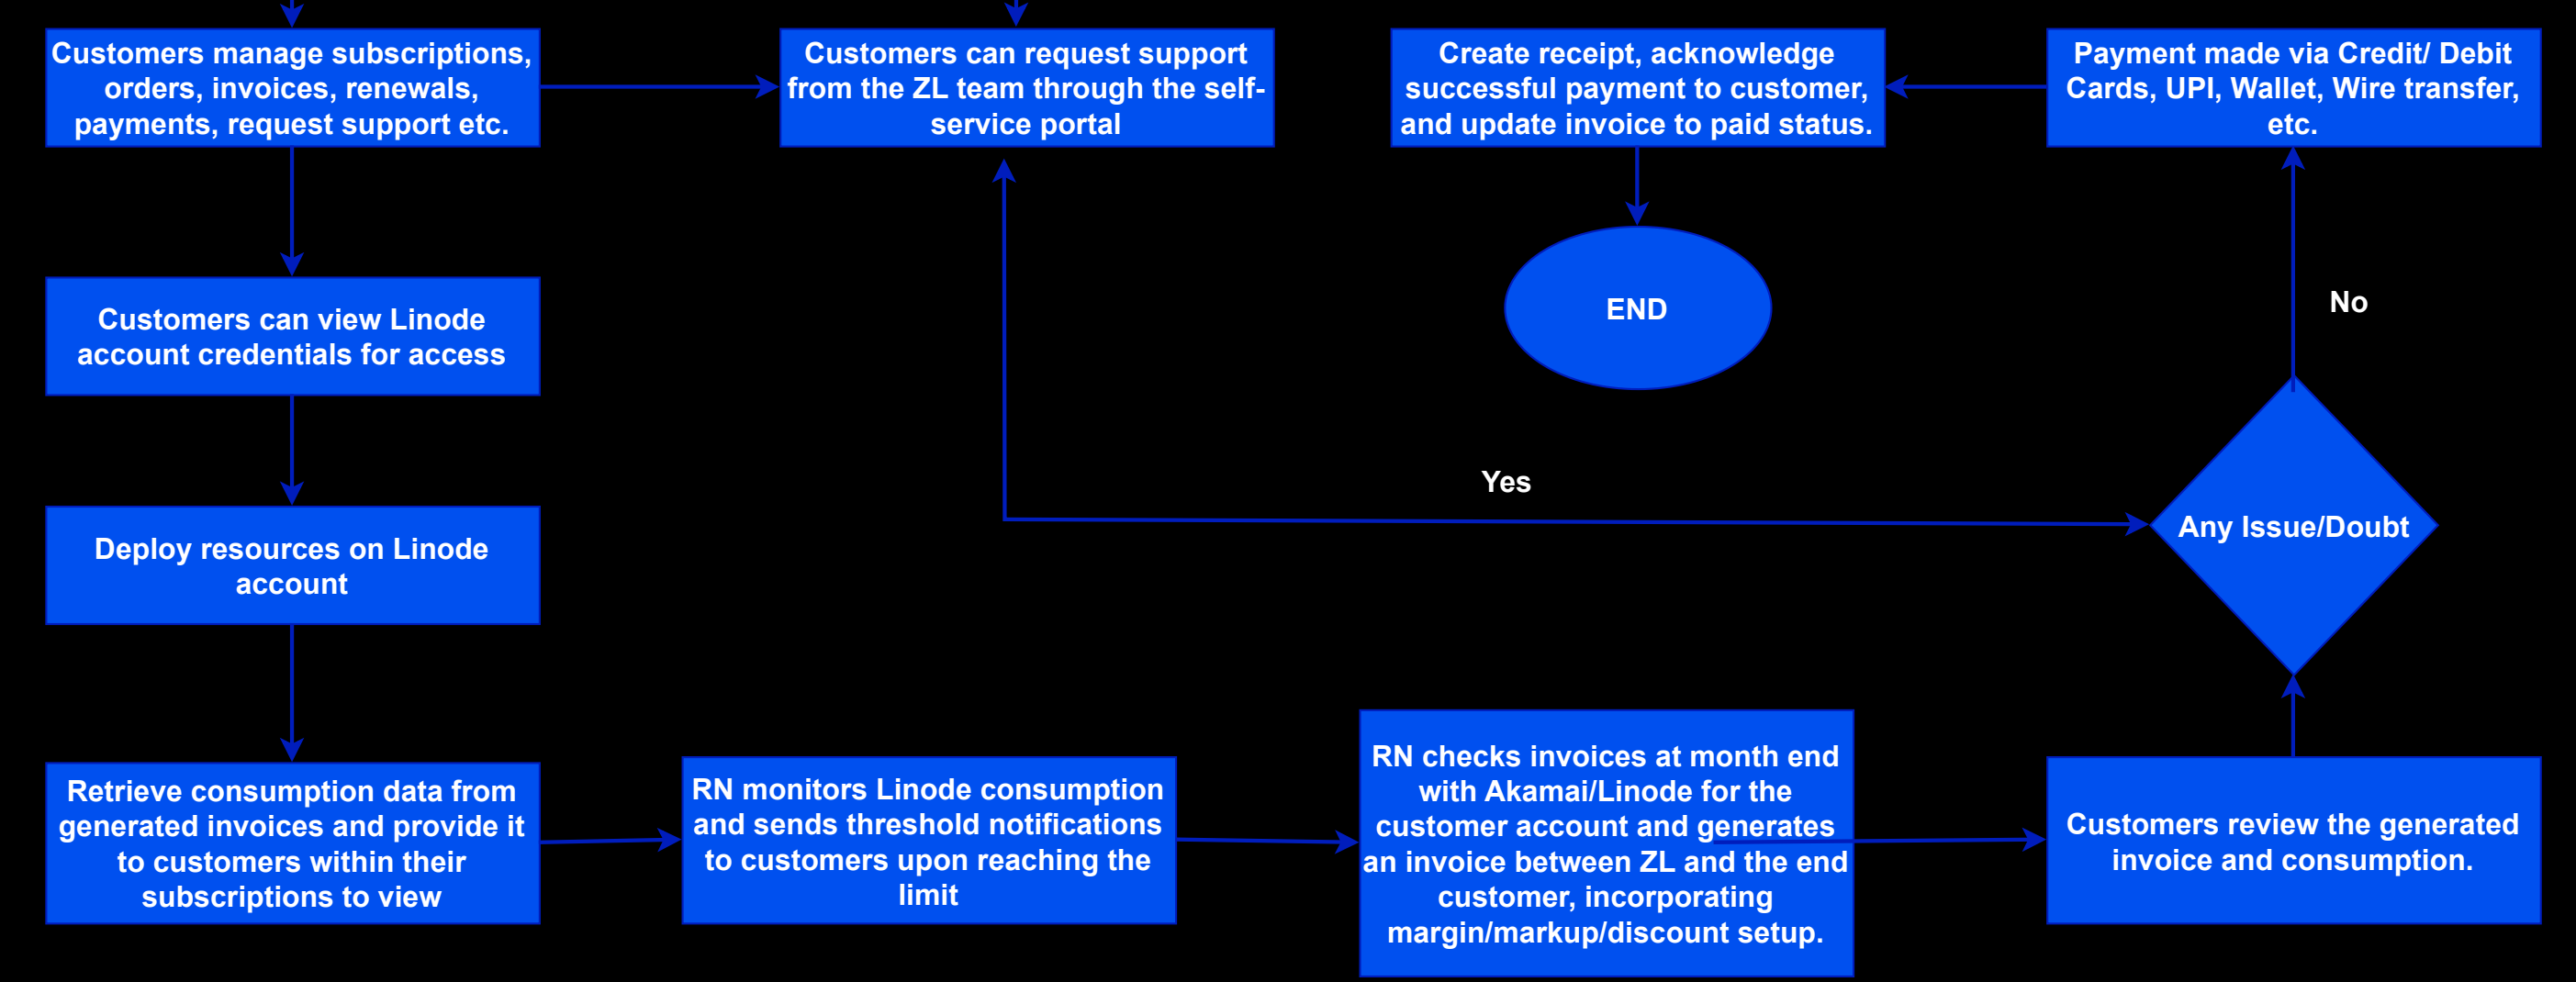 Customers manage subscriptions,
orders, invoices, renewals,
payments, request support etc.
Customers can request support
from the ZL team through the self-
service portal
Create receipt, acknowledge
successful payment to customer,
and update invoice to paid status.
Payment made via Credit/ Debit
Cards, UPI, Wallet, Wire transfer,
etc.
Customers can view Linode
account credentials for access
END
No
Yes
Any Issue/Doubt
Deploy resources on Linode
account
Retrieve consumption data from
generated invoices and provide it
to customers within their
subscriptions to view
RN monitors Linode consumption
and sends threshold notifications
to customers upon reaching the
limit
RN checks invoices at month end
with Akamai/Linode for the
customer account and generates
an invoice between ZL and the end
customer, incorporating
margin/markup/discount setup.
Customers review the generated
invoice and consumption.